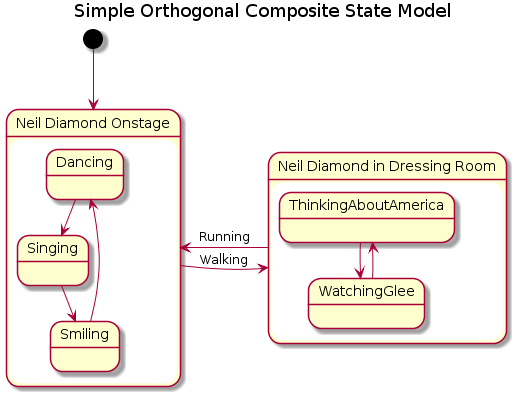 Simple Orthogonal Composite State Model
Neil Diamond Onstage
Dancing
Singing
Smiling
Running
Walking
Neil Diamond in Dressing Room
ThinkingAboutAmerica
WatchingGlee